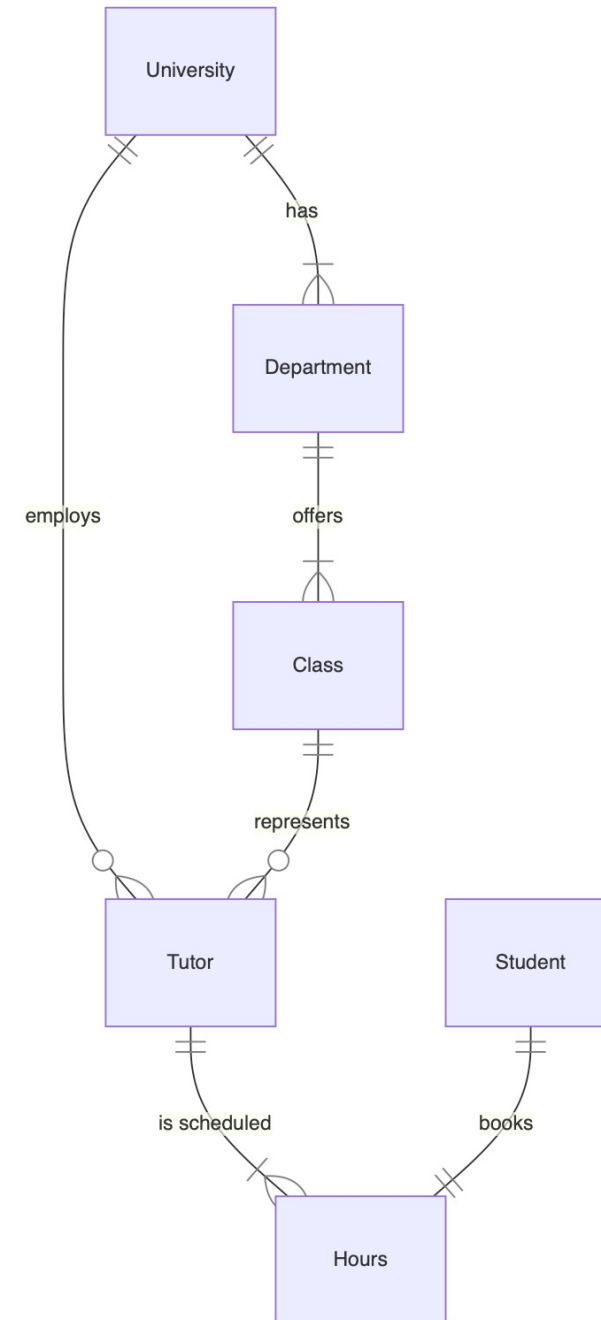 University
has
Department
employs
offers
Class
represents
Tutor
Student
is scheduled
books
Hours